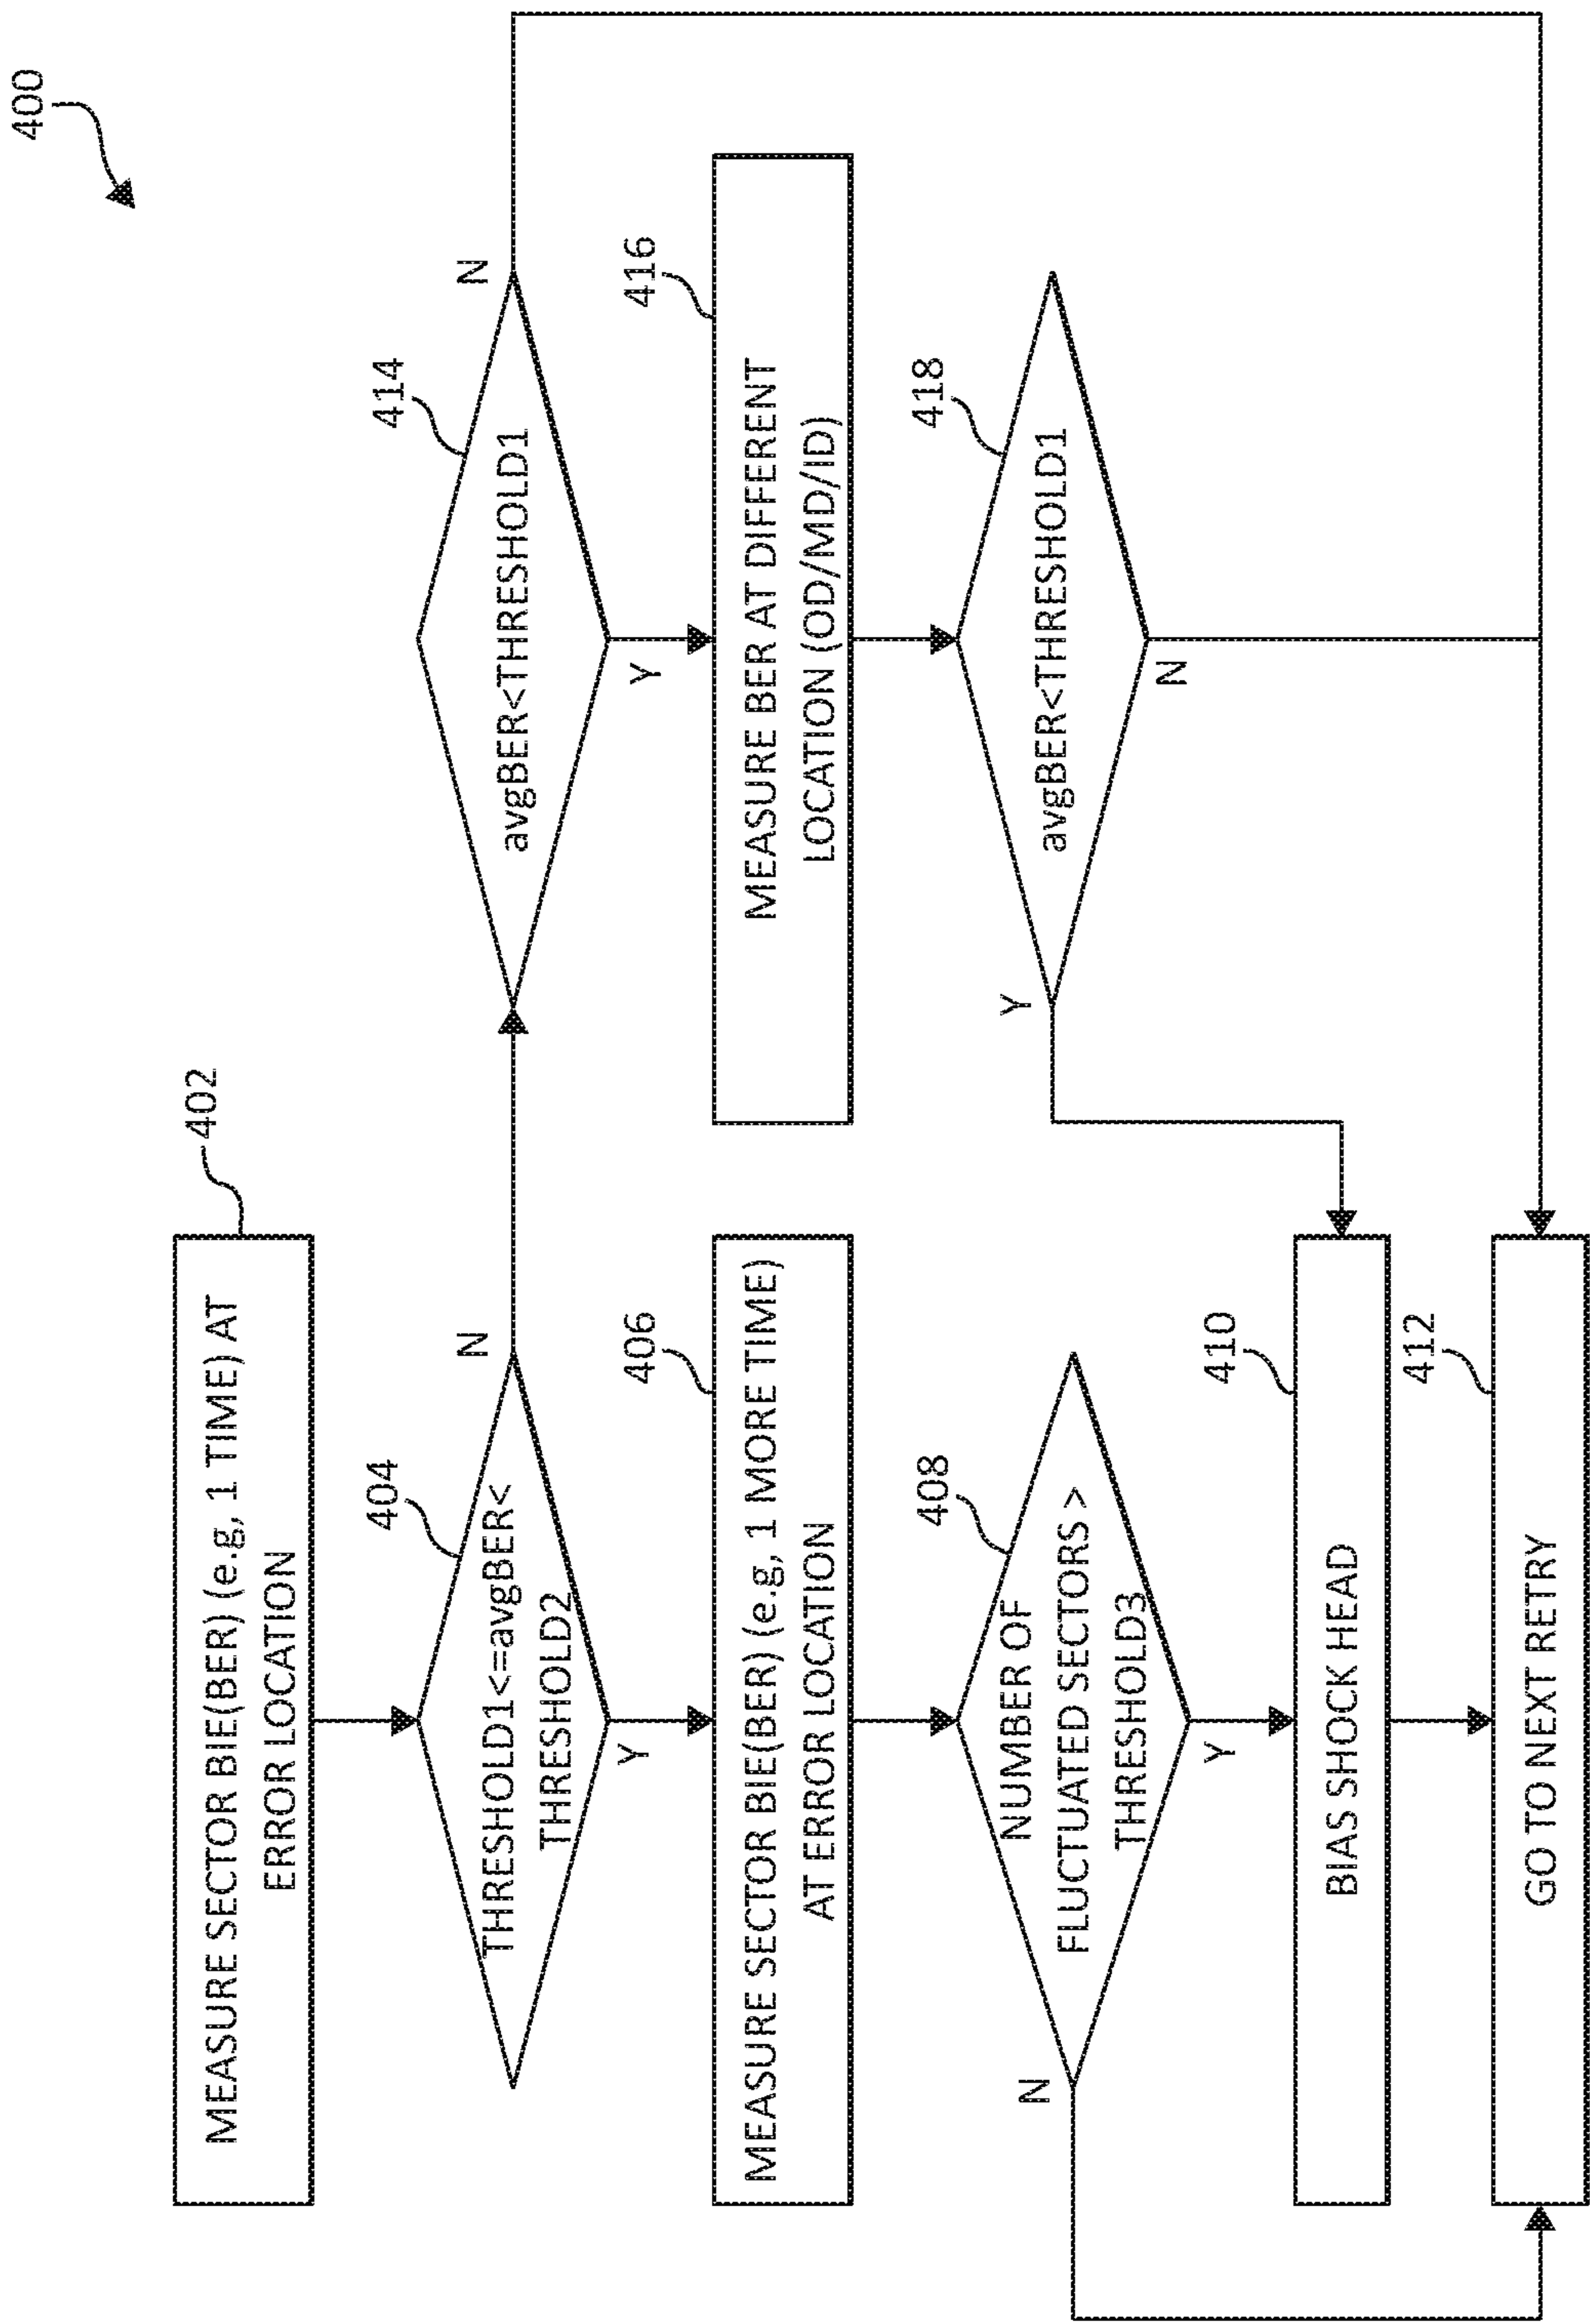 400
MEASURE SECTOR BIE(BER) (e.g, 1 TIME) AT
ERROR LOCATION
402
THRESHOLD1<=avgBER<
THRESHOLD2
404
N
Y
MEASURE SECTOR BIE(BER) (e.g, 1 MORE TIME)
AT ERROR LOCATION
406
NUMBER OF
FLUCTUATED SECTORS >
THRESHOLD3
408
N
Y
BIAS SHOCK HEAD
410
GO TO NEXT RETRY
412
avgBER<THRESHOLD1
414
N
Y
MEASURE BER AT DIFFERENT
LOCATION (OD/MD/ID)
416
avgBER<THRESHOLD1
418
Y
N